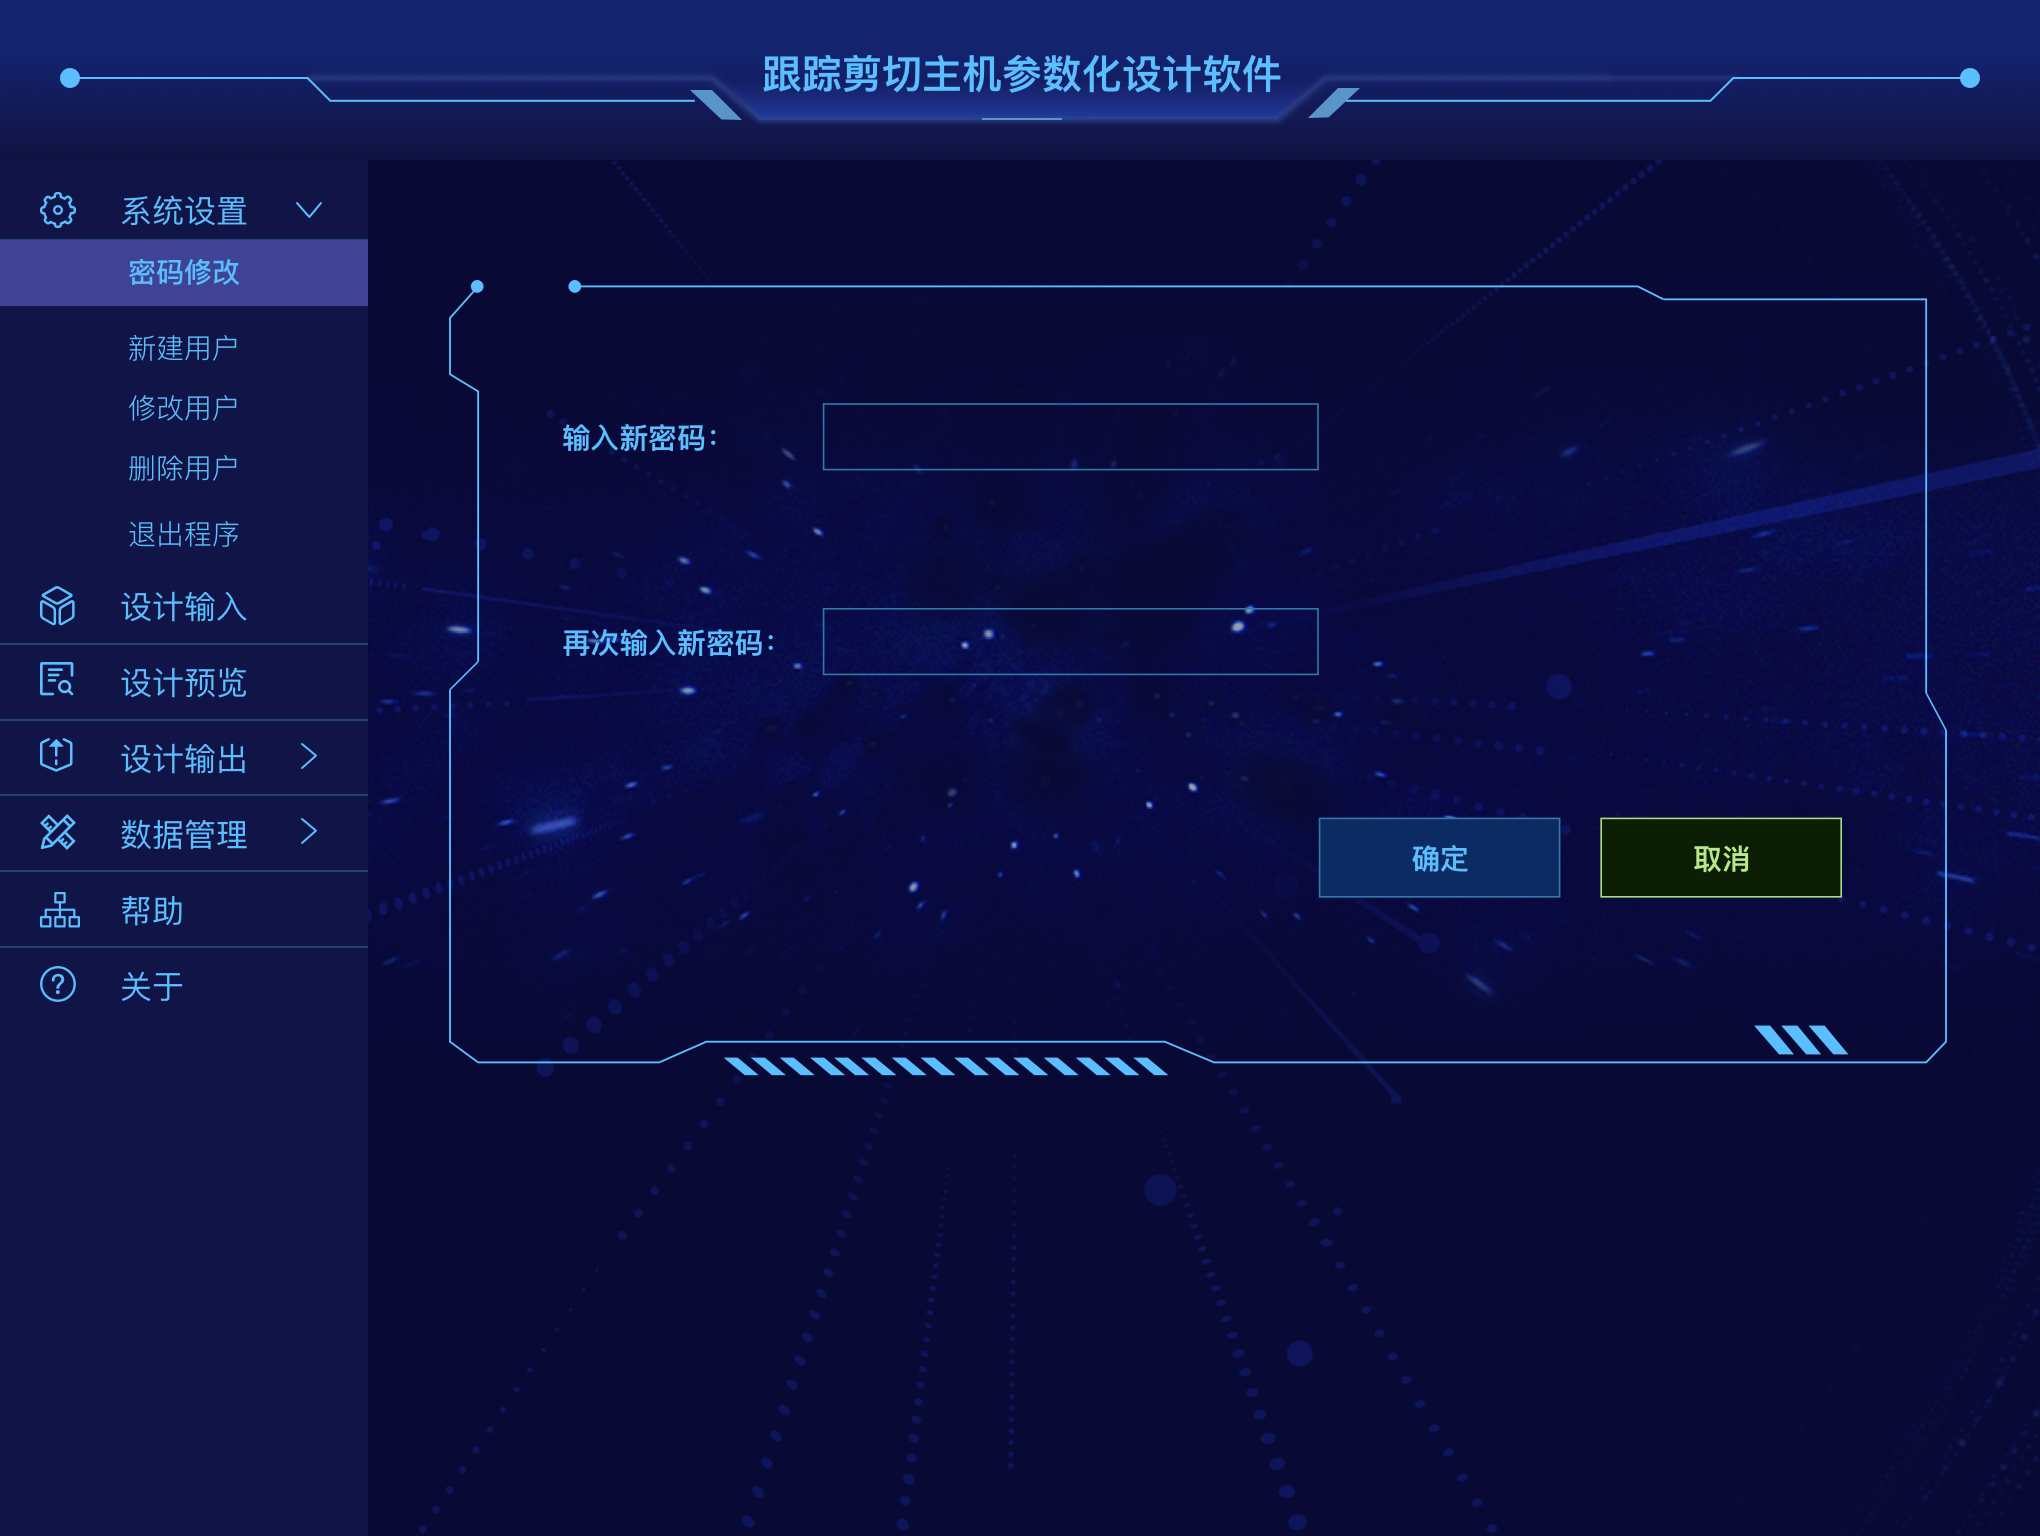 跟踪剪切主机参数化设计软件
系统设置
密码修改
新建用户
修改用户
删除用户
退出程序
设计输入
设计预览
设计输出
数据管理
帮助
关于
输入新密码：
再次输入新密码：
确定
取消